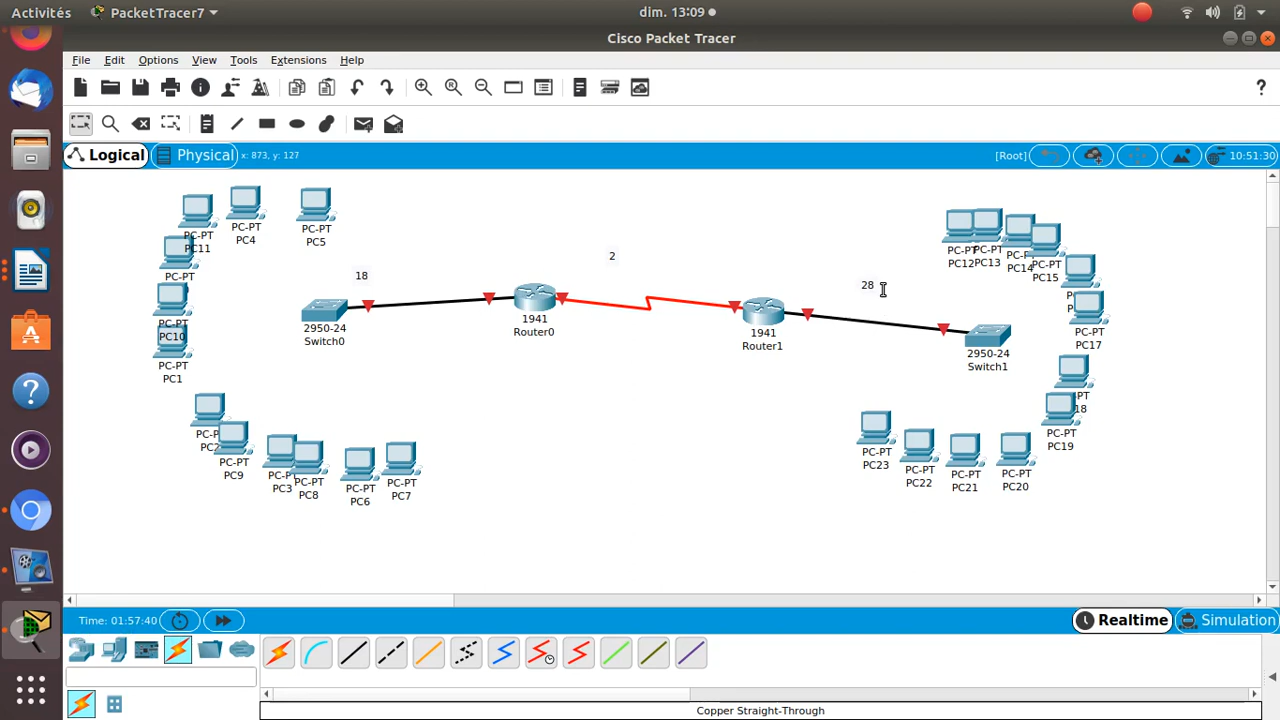 Activités
PacketTracer7
dim. 13:09
Cisco Packet Tracer
File Edit Options View Tools Extensions Help
Logical
Physical
x: 873, y: 127
[Root]
10:51:30
PC-PT
PC11
PC-PT
PC4
PC-PT
PC5
PC-PT
PC-PT
PC10
PC-PT
PC1
18
2950-24
Switch0
1941
Router0
2
1941
Router1
28
2950-24
Switch1
PC-PT
PC12
PC-PT
PC13
PC-PT
PC14
PC-PT
PC15
PC-PT
PC17
PC-PT
PC19
PC-PT
PC9
PC3
PC-PT
PC8
PC-PT
PC6
PC-PT
PC7
PC-PT
PC23
PC-PT
PC22
PC-PT
PC21
PC-PT
PC20
Time: 01:57:40
Realtime
Simulation
Copper Straight-Through